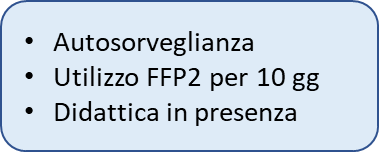 • Autosorveglianza
• Utilizzo FFP2 per 10 gg
• Didattica in presenza